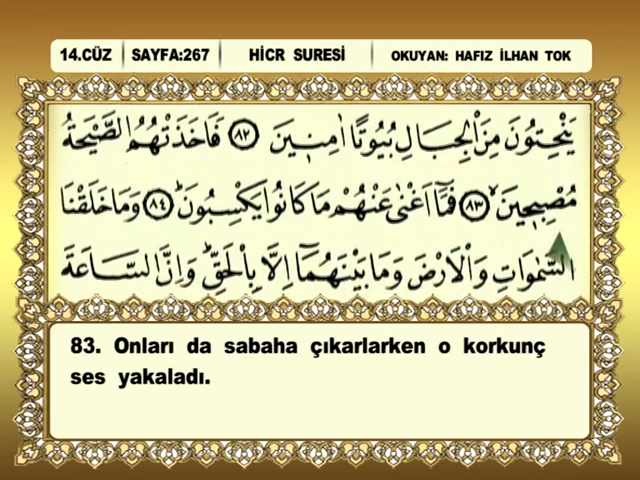 14.CÜZ SAYFA:267 HİCR SURESİ OKUYAN: HAFIZ İLHAN TOK
يَنْحِتُونَ مِنَ الْجِبَالِ بُيُوتًا اٰمِنٖينَ ﴿٨٢﴾ فَاَخَذَتْهُمُ الصَّيْحَةُ
مُصْبِحٖينَۙ ﴿٨٣﴾ فَمَٓا اَغْنٰى عَنْهُمْ مَا كَانُوا يَكْسِبُونَؕ ﴿٨٤﴾ وَمَا خَلَقْنَا
السَّمٰوَاتِ وَالْاَرْضَ وَمَا بَيْنَهُمَٓا اِلَّا بِالْحَقِّؕ وَاِنَّ السَّاعَةَ
83. Onları da sabaha çıkarlarken o korkunç
ses yakaladı.